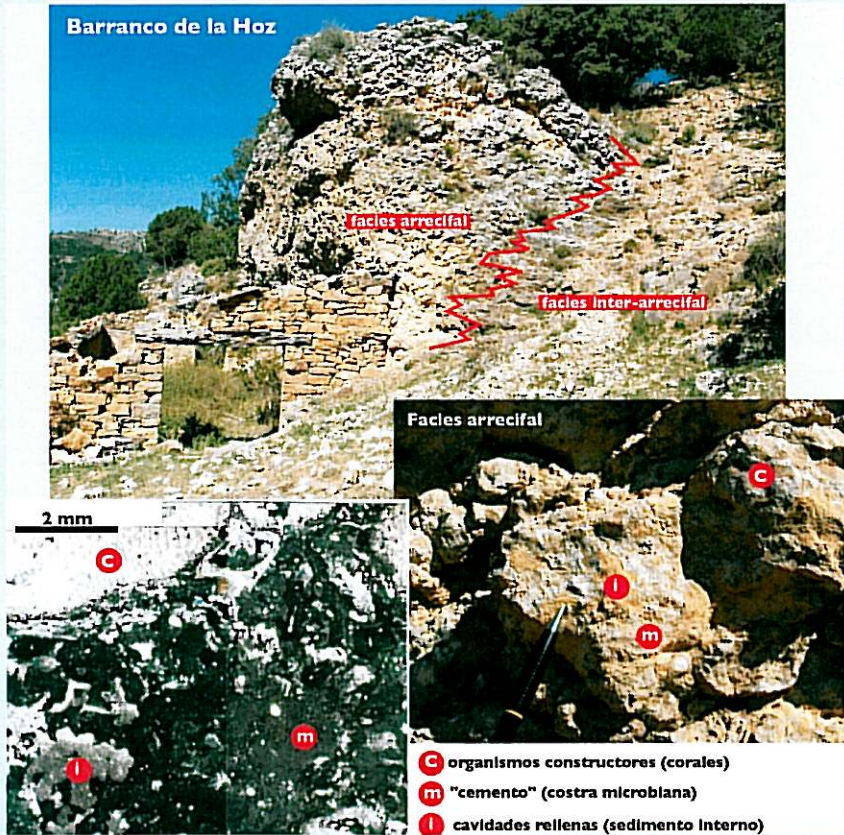 Barranco de la Hoz
facies arrecifal
facies inter-arrecifal
Facies arrecifal
C
i
m
2 mm
C
m
i
C organismos constructores (corales)
m "cemento" (costra microbiana)
i cavidades rellenas (sedimento interno)